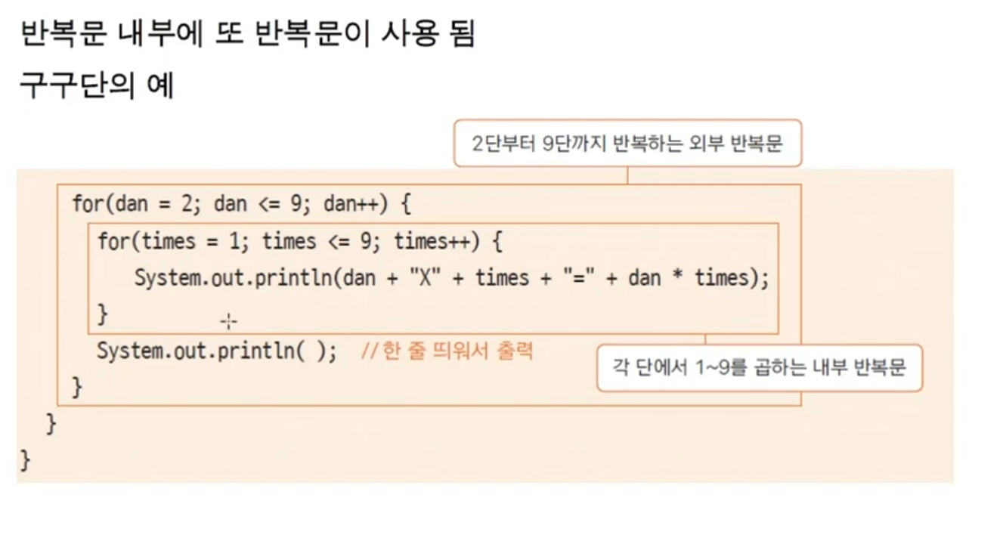 반복문 내부에 또 반복문이 사용 됨
구구단의 예
2단부터 9단까지 반복하는 외부 반복문
for(dan = 2; dan <= 9; dan++) {
for(times = 1; times <= 9; times++) {
System.out.println(dan + "X" + times + "=" + dan * times);
}
System.out.println( ); //한 줄 띄워서 출력
각 단에서 1~9를 곱하는 내부 반복문
}
}
}